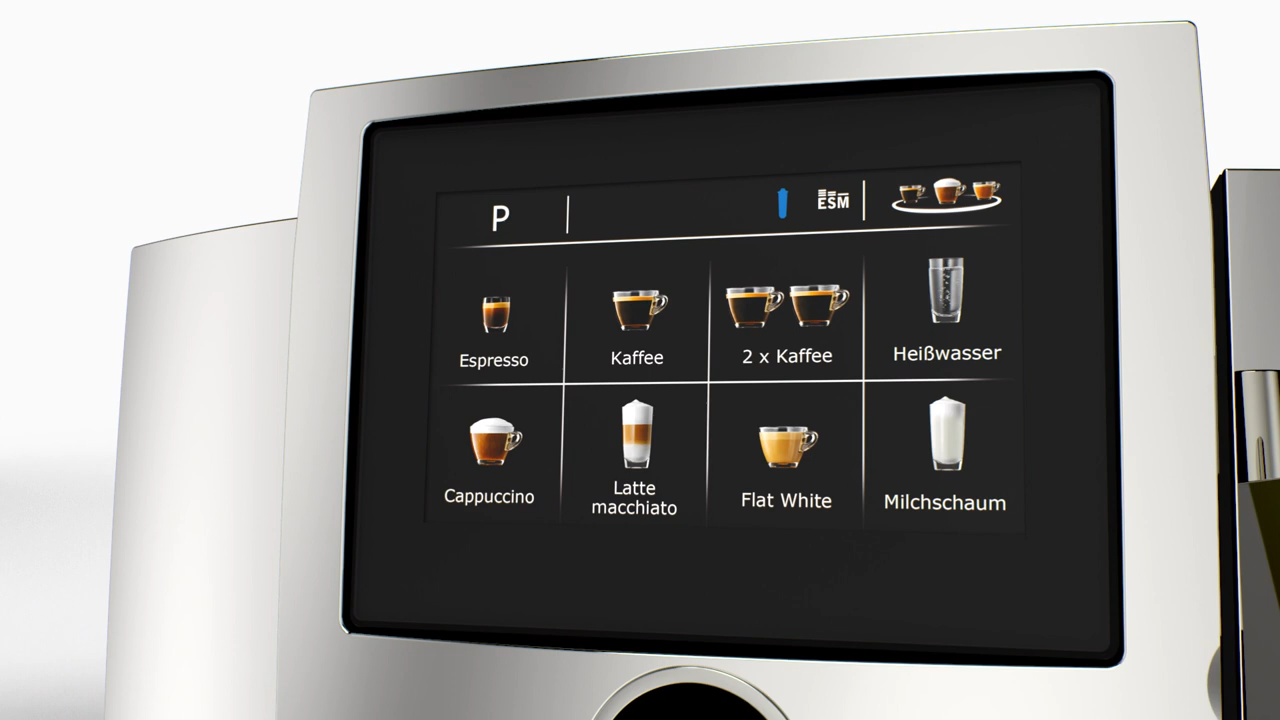 P
ESM
Espresso
Kaffee
2 x Kaffee
Heißwasser
Cappuccino
Latte
macchiato
Flat White
Milchschaum